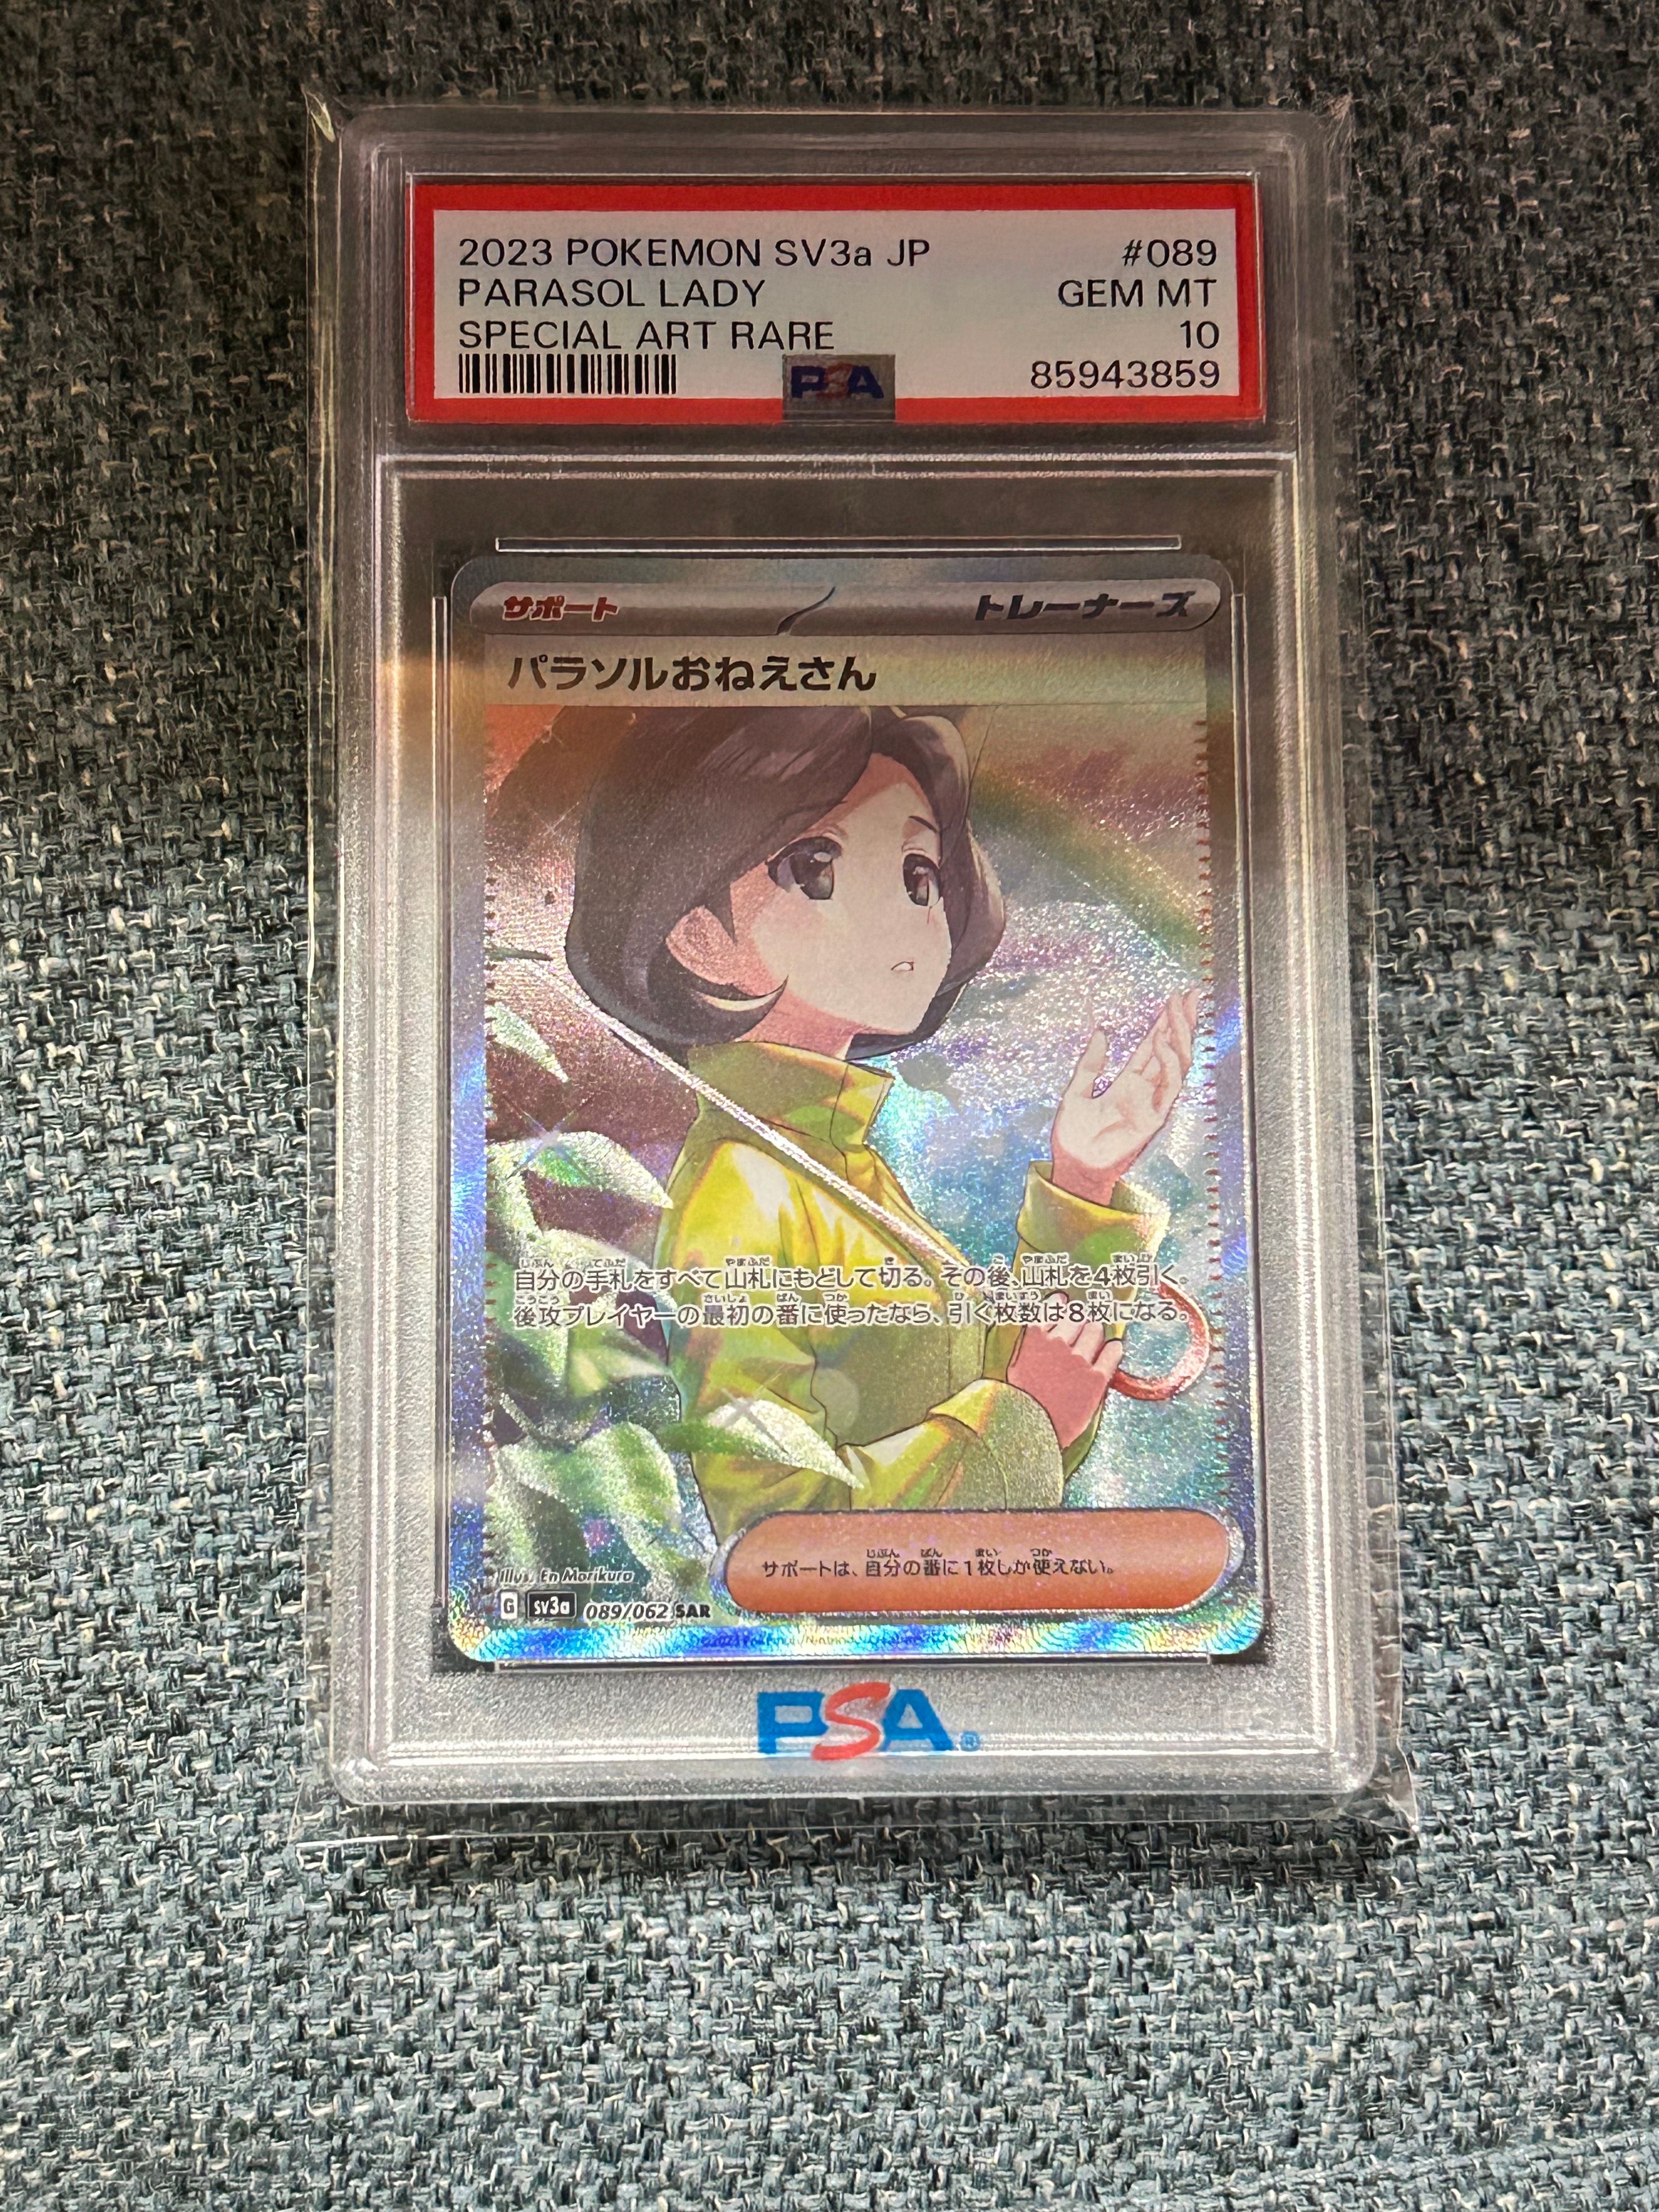 2023 POKEMON SV3a JP #089
PARASOL LADY GEM MT
SPECIAL ART RARE 10
PSA 85943859
サポート トレーナーズ
パラソルおねえさん
自分の手札をすべて山札にもどして切る。その後、山札を4枚引く。
後攻プレイヤーの最初の番に使ったなら、引く枚数は8枚になる。
サポートは、自分の番に1枚しか使えない。
Illus. En Morikura
G sv3a 089/062 SAR
PSA®